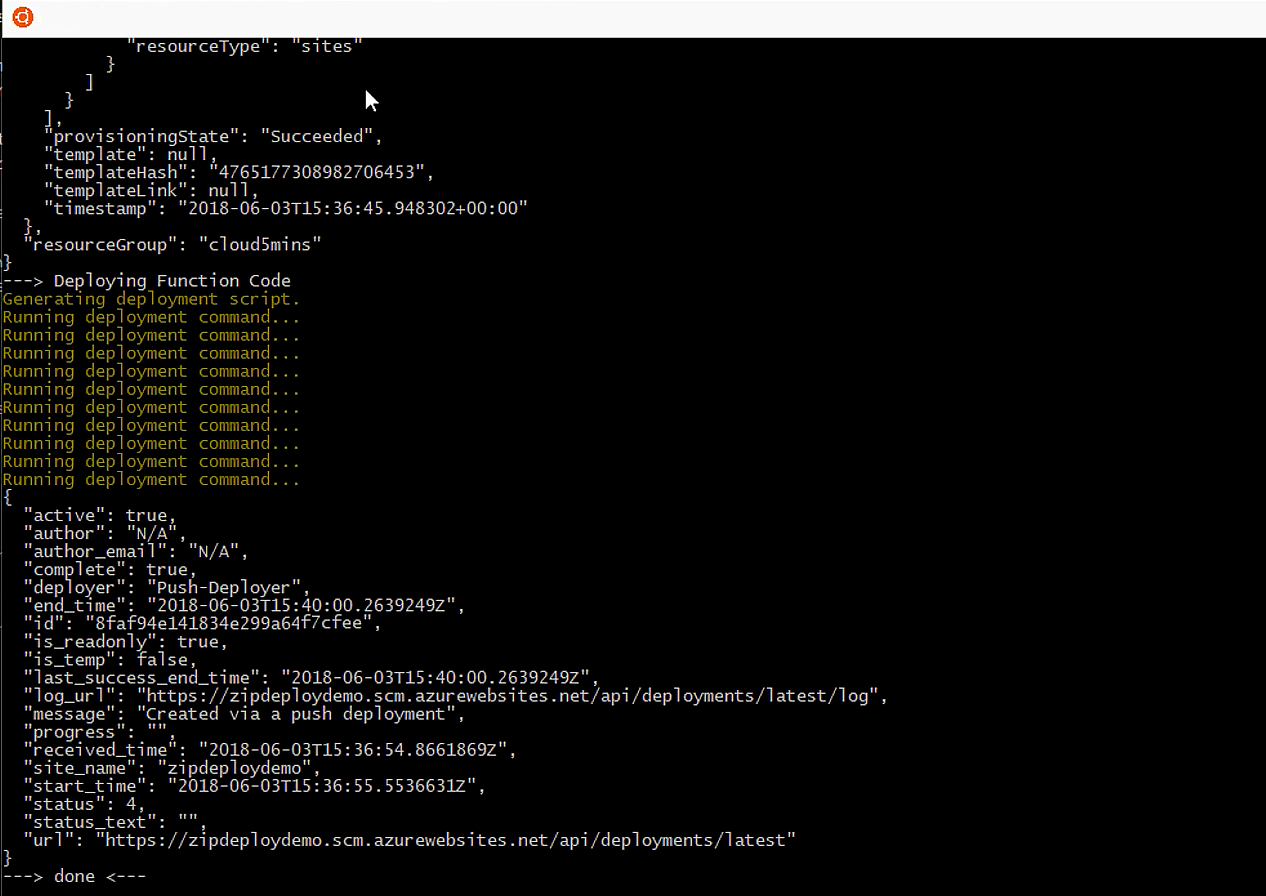 "resourceType": "sites"
}
]
}
],
"provisioningState": "Succeeded",
"template": null,
"templateHash": "4765177308982706453",
"templateLink": null,
"timestamp": "2018-06-03T15:36:45.948302+00:00"
},
"resourceGroup": "cloud5mins"
}
---> Deploying Function Code
Generating deployment script.
Running deployment command...
Running deployment command...
Running deployment command...
Running deployment command...
Running deployment command...
Running deployment command...
Running deployment command...
Running deployment command...
Running deployment command...
Running deployment command...
{
"active": true,
"author": "N/A",
"author_email": "N/A",
"complete": true,
"deployer": "Push-Deployer",
"end_time": "2018-06-03T15:40:00.2639249Z",
"id": "8faf94e141834e299a64f7cfee",
"is_readonly": true,
"is_temp": false,
"last_success_end_time": "2018-06-03T15:40:00.2639249Z",
"log_url": "https://zipdeploydemo.scm.azurewebsites.net/api/deployments/latest/log",
"message": "Created via a push deployment",
"progress": "",
"received_time": "2018-06-03T15:36:54.8661869Z",
"site_name": "zipdeploydemo",
"start_time": "2018-06-03T15:36:55.5536631Z",
"status": 4,
"status_text": "",
"url": "https://zipdeploydemo.scm.azurewebsites.net/api/deployments/latest"
}
---> done <---